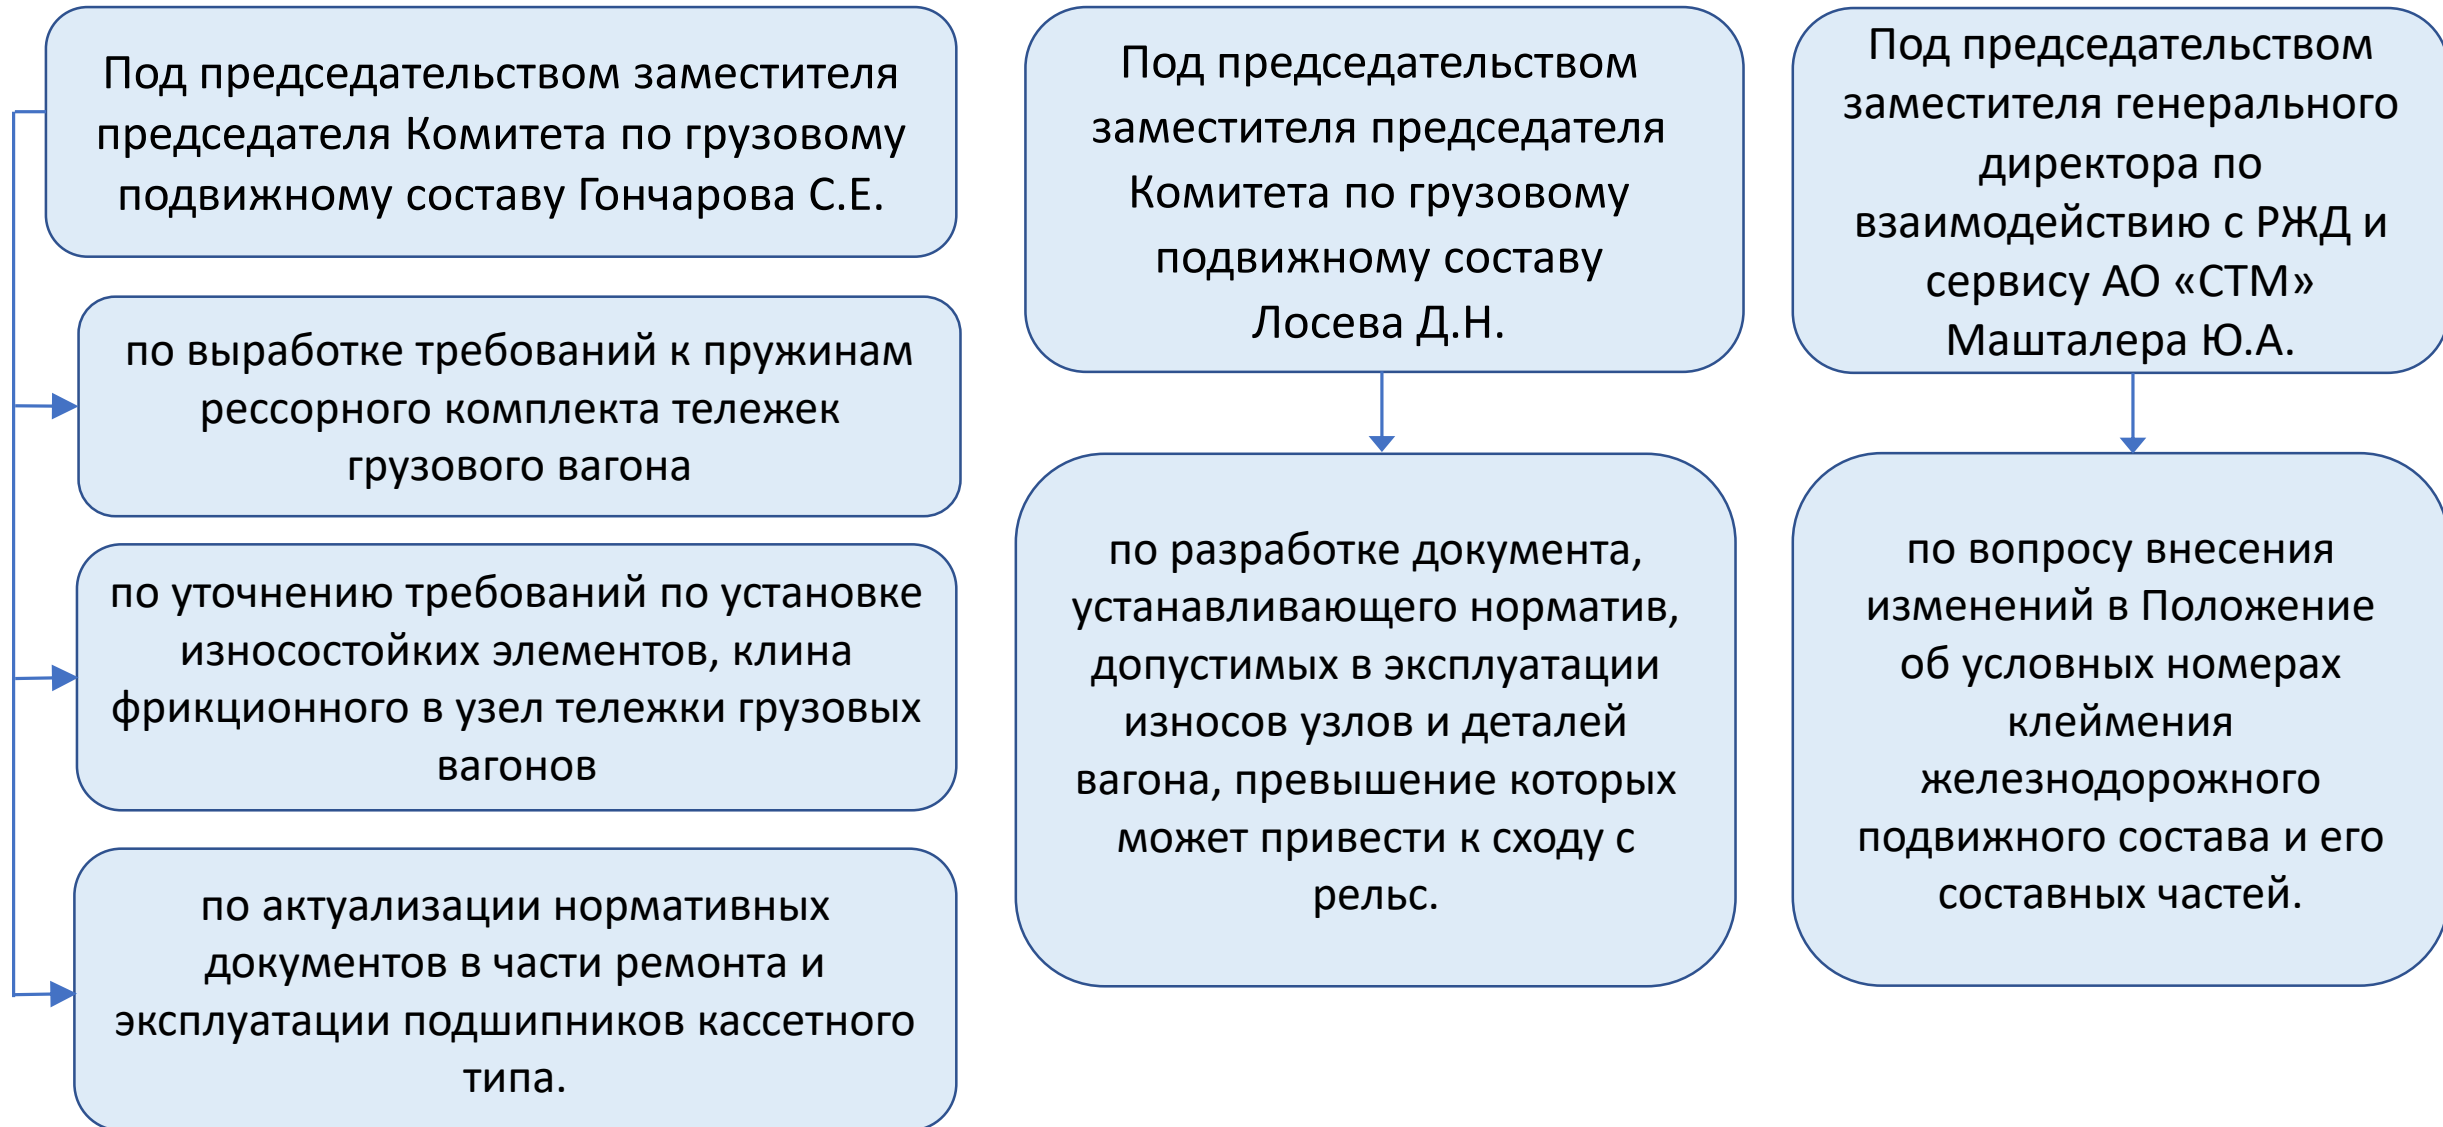 Под председательством заместителя
председателя Комитета по грузовому
подвижному составу Гончарова С.Е.
по выработке требований к пружинам
рессорного комплекта тележек
грузового вагона
по уточнению требований по установке
износостойких элементов, клина
фрикционного в узел тележки грузовых
вагонов
по актуализации нормативных
документов в части ремонта и
эксплуатации подшипников кассетного
типа.
Под председательством
заместителя председателя
Комитета по грузовому
подвижному составу
Лосева Д.Н.
по разработке документа,
устанавливающего норматив,
допустимых в эксплуатации
износов узлов и деталей
вагона, превышение которых
может привести к сходу с
рельс.
Под председательством
заместителя генерального
директора по
взаимодействию с РЖД и
сервису АО «СТМ»
Машталера Ю.А.
по вопросу внесения
изменений в Положение
об условных номерах
клеймения
железнодорожного
подвижного состава и его
составных частей.